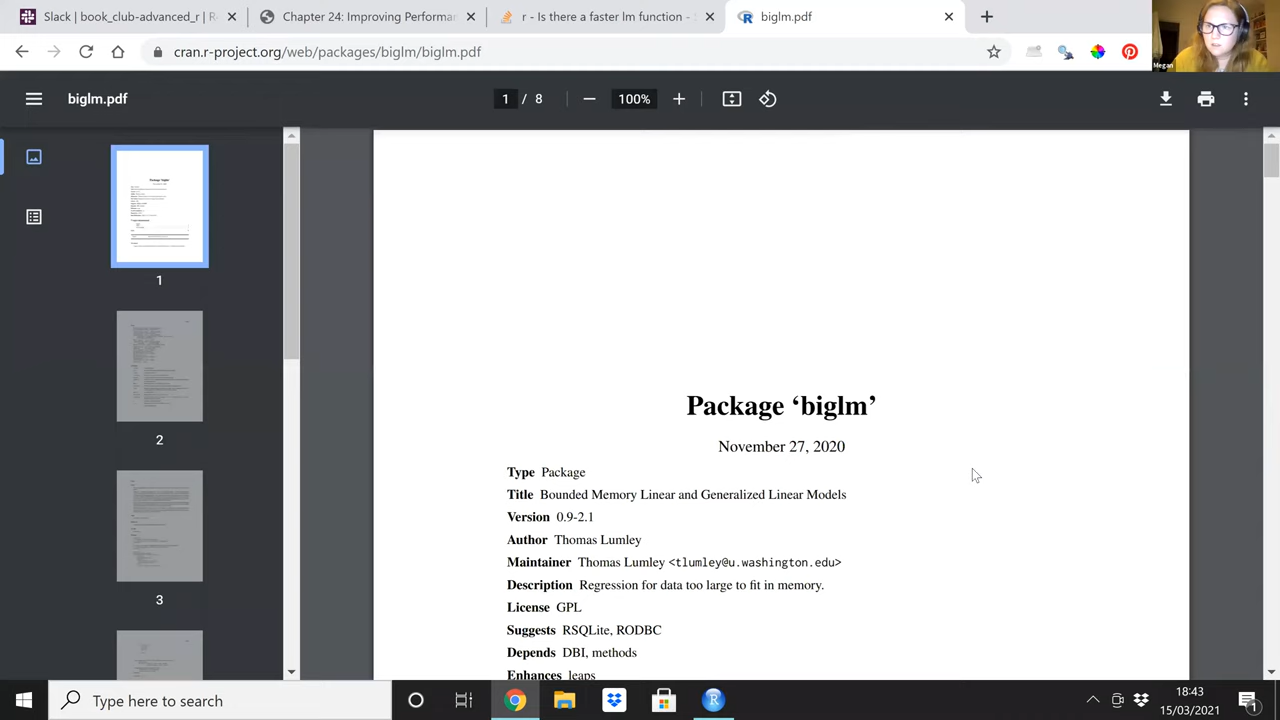 Slack | book_club-advanced_r | R
Chapter 24: Improving Performan
r - Is there a faster lm function -
biglm.pdf
Megan
cran.r-project.org/web/packages/biglm/biglm.pdf
biglm.pdf
1 / 8
100%
1
2
3
Package ‘biglm’
November 27, 2020
Type Package
Title Bounded Memory Linear and Generalized Linear Models
Version 0.9-2.1
Author Thomas Lumley
Maintainer Thomas Lumley <tlumley@u.washington.edu>
Description Regression for data too large to fit in memory.
License GPL
Suggests RSQLite, RODBC
Depends DBI, methods
Enhances leaps
Type here to search
18:43
15/03/2021
1